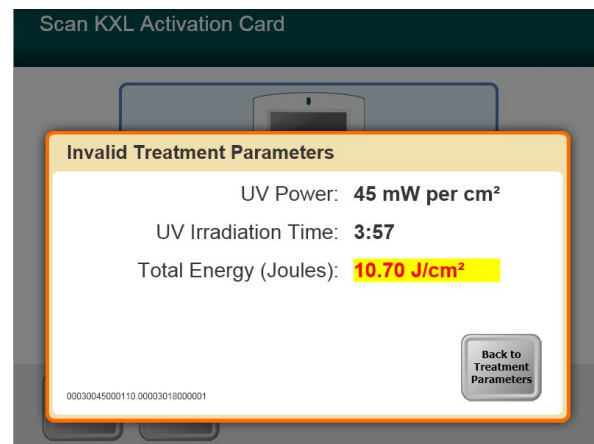 Scan KXL Activation Card
Invalid Treatment Parameters
UV Power: 45 mW per cm²
UV Irradiation Time: 3:57
Total Energy (Joules): 10.70 J/cm²
Back to
Treatment
Parameters
00030045000110.00003018000001